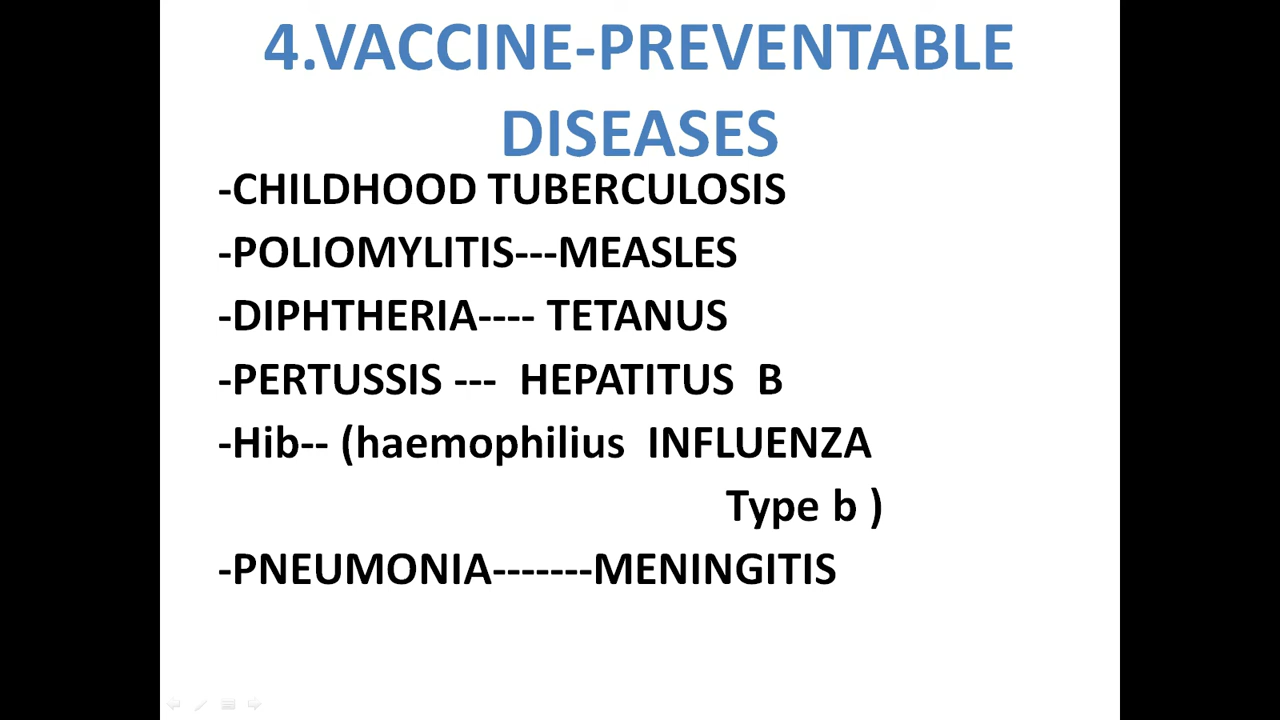 4.VACCINE-PREVENTABLE
DISEASES
-CHILDHOOD TUBERCULOSIS
-POLIOMYLITIS---MEASLES
-DIPHTHERIA---- TETANUS
-PERTUSSIS --- HEPATITUS B
-Hib-- (haemophilius INFLUENZA
Type b )
-PNEUMONIA-------MENINGITIS